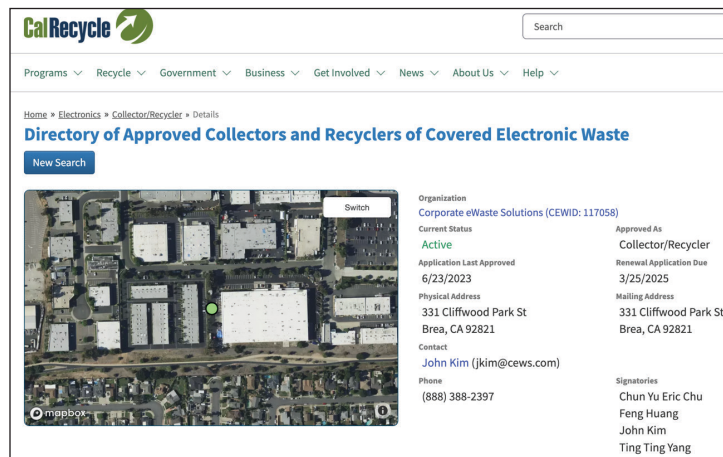 CalRecycle
Search
Programs Recycle Government Business Get Involved News About Us Help
Home » Electronics » Collector/Recycler » Details
Directory of Approved Collectors and Recyclers of Covered Electronic Waste
New Search
Switch
mapbox
Organization
Corporate eWaste Solutions (CEWID: 117058)
Current Status Approved As
Active Collector/Recycler
Application Last Approved Renewal Application Due
6/23/2023 3/25/2025
Physical Address Mailing Address
331 Cliffwood Park St 331 Cliffwood Park St
Brea, CA 92821 Brea, CA 92821
Contact
John Kim (jkim@cews.com)
Phone Signatories
(888) 388-2397 Chun Yu Eric Chu
Feng Huang
John Kim
Ting Ting Yang